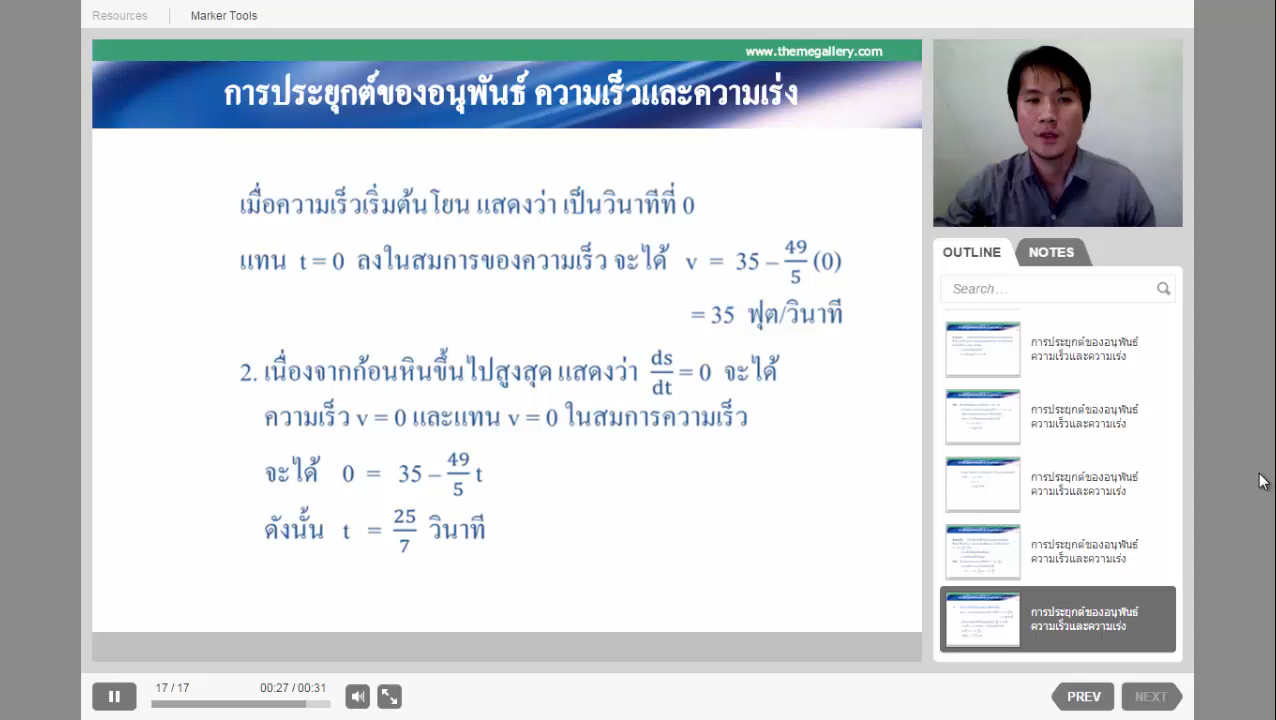 Resources
Marker Tools
www.themegallery.com
การประยุกต์ของอนุพันธ์ ความเร็วและความเร่ง
เมื่อความเร็วเริ่มต้นโยน แสดงว่า เป็นวินาทีที่ 0
แทน t = 0 ลงในสมการของความเร็ว จะได้ v = 35 – 49/5 (0)
= 35 ฟุต/วินาที
2. เนื่องจากก้อนหินขึ้นไปสูงสุด แสดงว่า ds/dt = 0 จะได้
ความเร็ว v = 0 และแทน v = 0 ในสมการความเร็ว
จะได้ 0 = 35 – 49/5 t
ดังนั้น t = 25/7 วินาที
OUTLINE
NOTES
Search...
การประยุกต์ของอนุพันธ์
ความเร็วและความเร่ง
การประยุกต์ของอนุพันธ์
ความเร็วและความเร่ง
การประยุกต์ของอนุพันธ์
ความเร็วและความเร่ง
การประยุกต์ของอนุพันธ์
ความเร็วและความเร่ง
การประยุกต์ของอนุพันธ์
ความเร็วและความเร่ง
17 / 17
00:27 / 00:31
PREV
NEXT